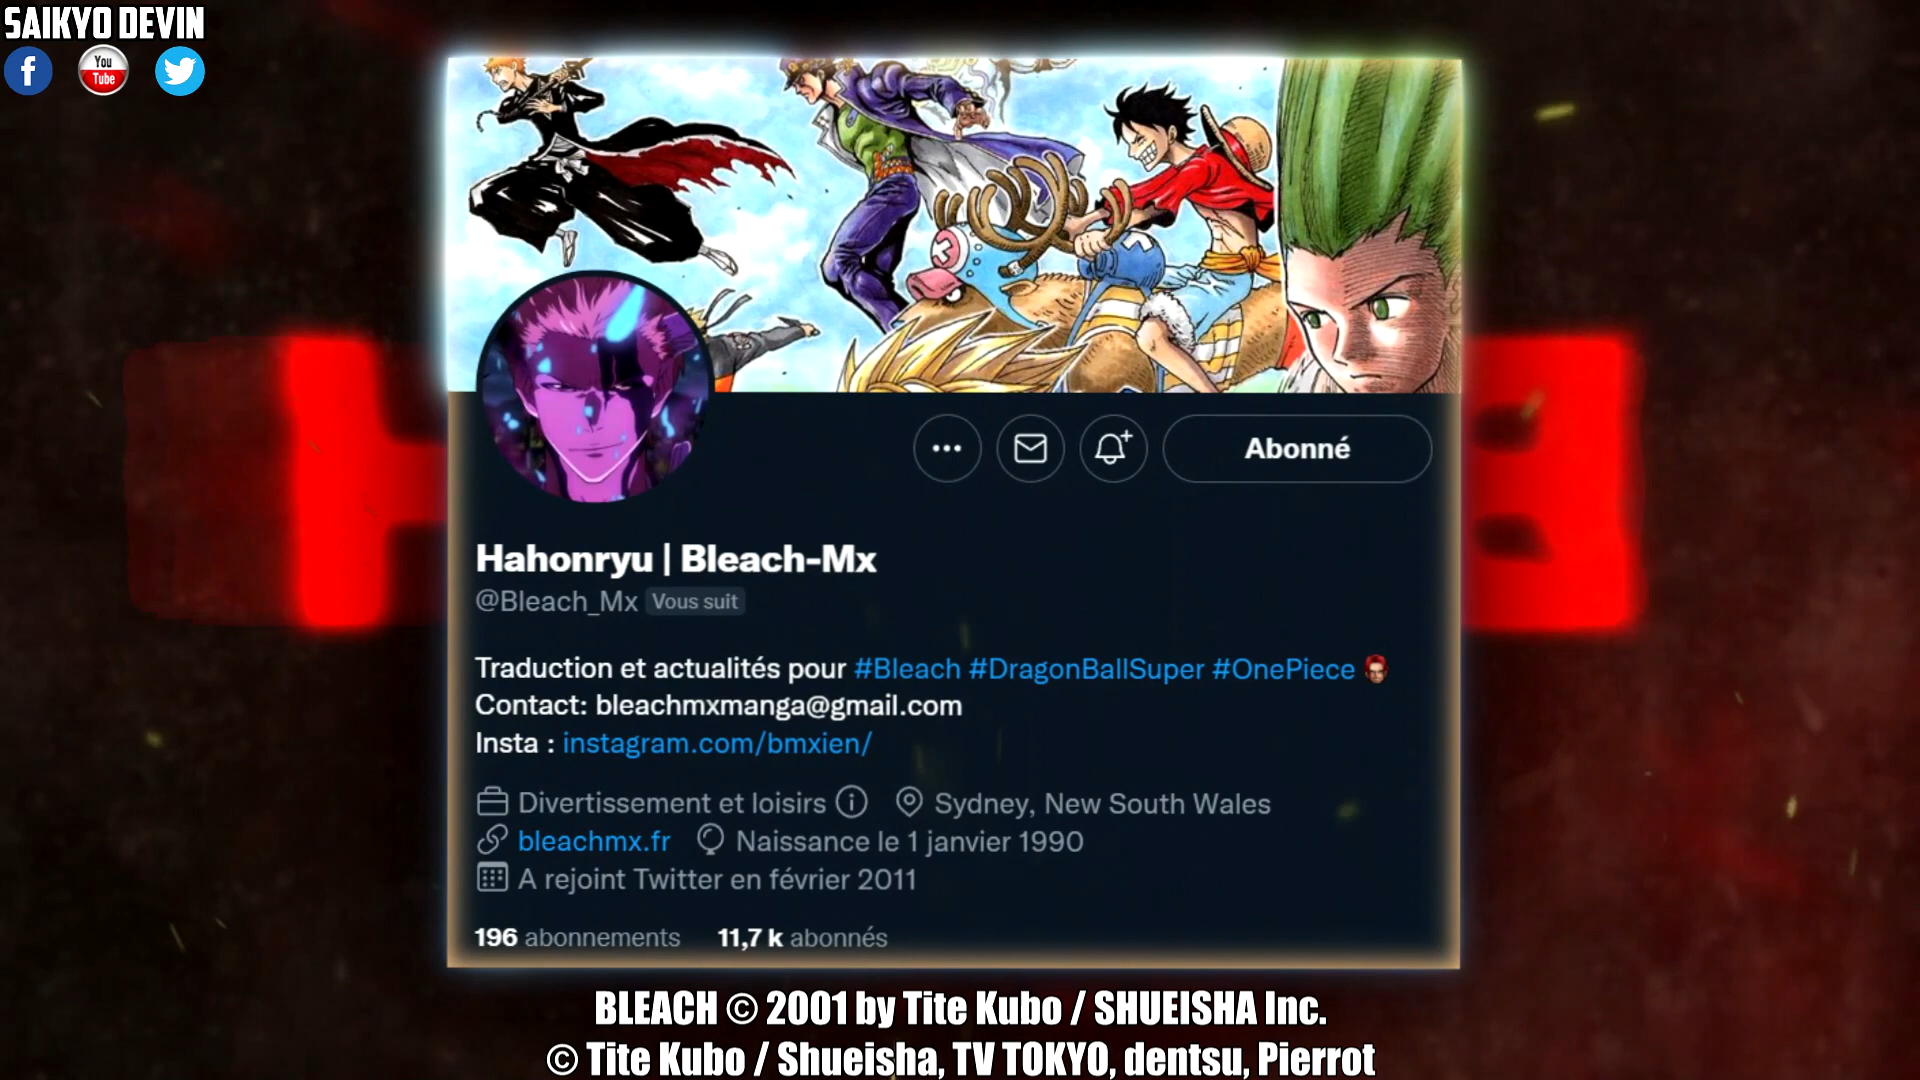 SAIKYO DEVIN
f
You
Tube
Abonné
Hahonryu | Bleach-Mx
@Bleach_Mx Vous suit
Traduction et actualités pour #Bleach #DragonBallSuper #OnePiece
Contact: bleachmxmanga@gmail.com
Insta : instagram.com/bmxien/
Divertissement et loisirs Sydney, New South Wales
bleachmx.fr Naissance le 1 janvier 1990
A rejoint Twitter en février 2011
196 abonnements 11,7 k abonnés
BLEACH © 2001 by Tite Kubo / SHUEISHA Inc.
© Tite Kubo / Shueisha, TV TOKYO, dentsu, Pierrot